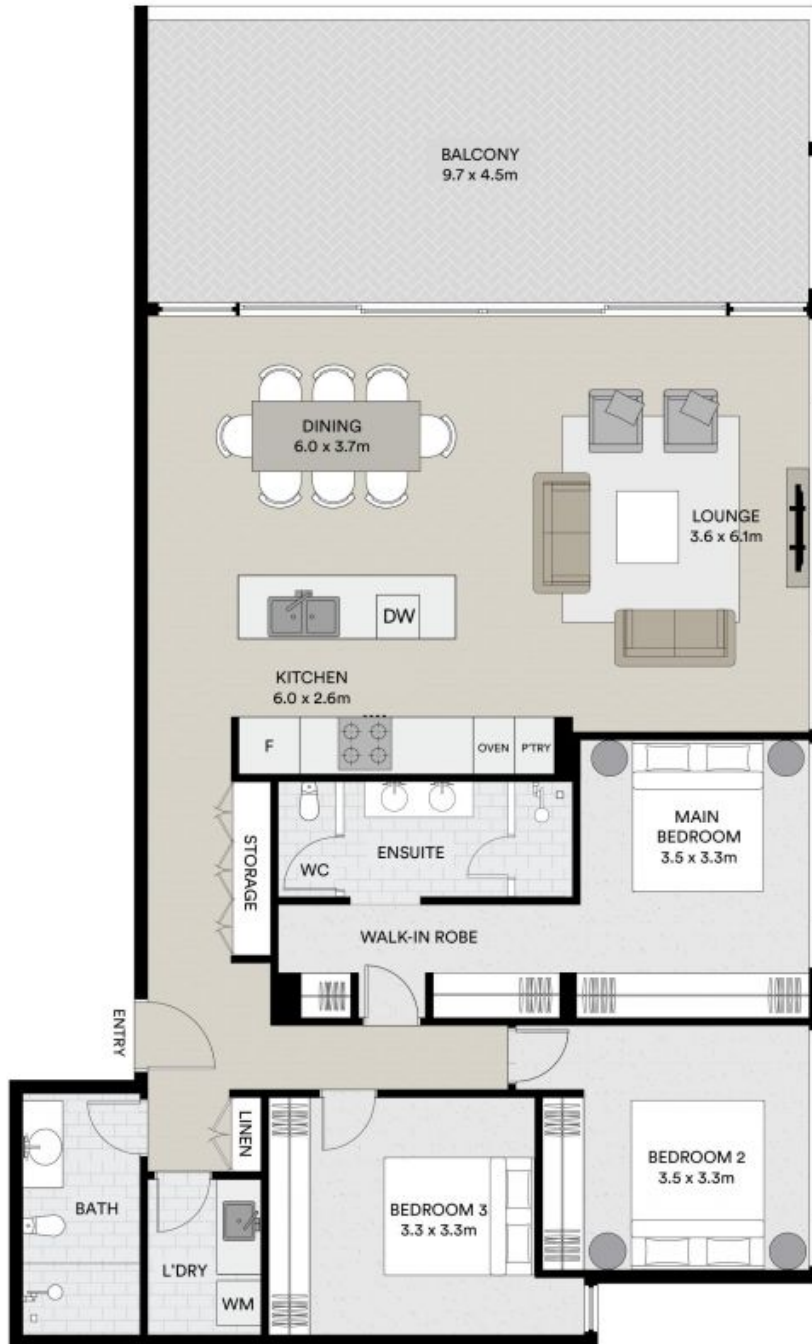 BALCONY
9.7 x 4.5m
DINING
6.0 x 3.7m
LOUNGE
3.6 x 6.1m
DW
KITCHEN
6.0 x 2.6m
F
OVEN
P'TRY
MAIN
BEDROOM
3.5 x 3.3m
STORAGE
ENSUITE
WC
WALK-IN ROBE
ENTRY
LINEN
BEDROOM 2
3.5 x 3.3m
BATH
BEDROOM 3
3.3 x 3.3m
L'DRY
WM